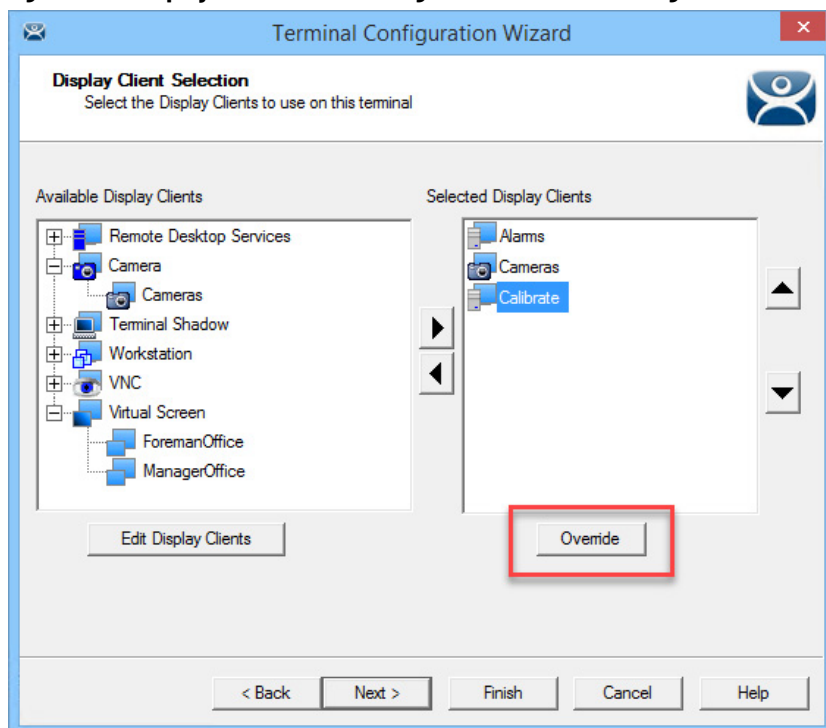 Terminal Configuration Wizard
Display Client Selection
Select the Display Clients to use on this terminal
Available Display Clients
Selected Display Clients
Remote Desktop Services
Camera
Cameras
Terminal Shadow
Workstation
VNC
Virtual Screen
ForemanOffice
ManagerOffice
Alarms
Cameras
Calibrate
Edit Display Clients
Override
< Back
Next >
Finish
Cancel
Help